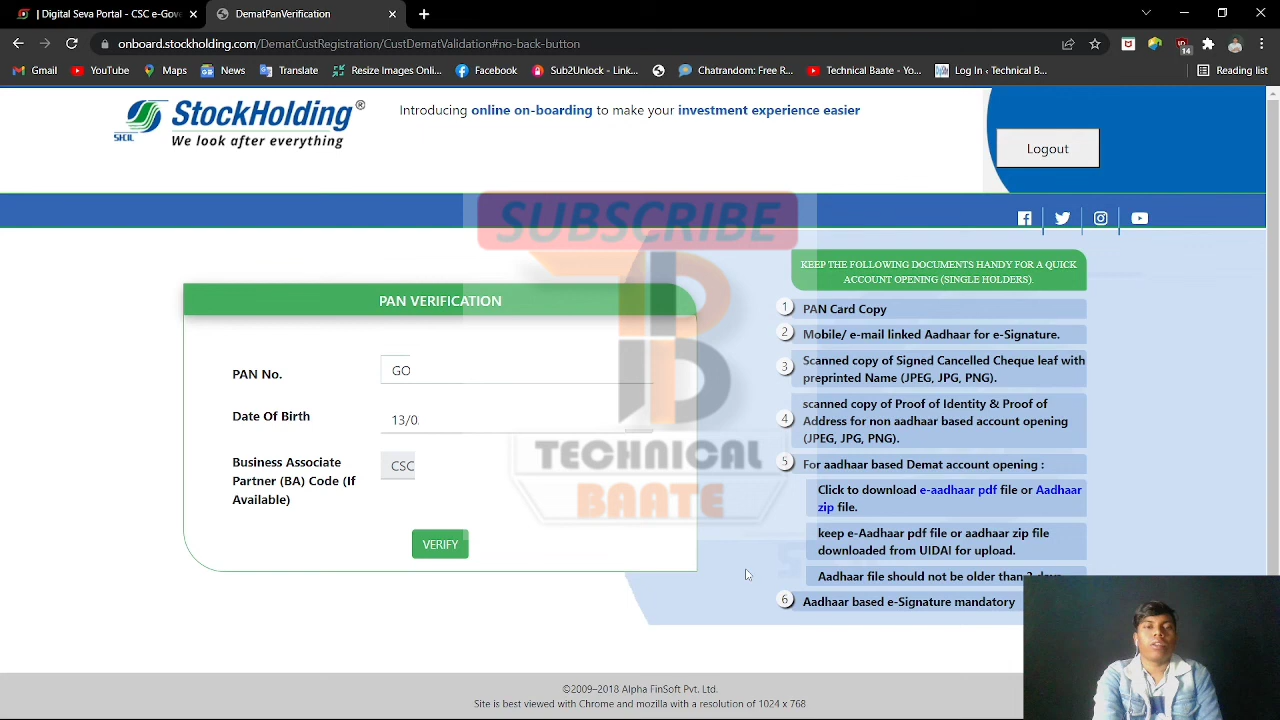 | Digital Seva Portal - CSC e-Gove
DematPanVerification
onboard.stockholding.com/DematCustRegistration/CustDematValidation#no-back-button
Gmail
YouTube
Maps
News
Translate
Resize Images Onl...
Facebook
Sub2Unlock - Link...
Chatrandom: Free R...
Technical Baate - Yo...
Log In ‹ Technical B...
Reading list
14
StockHolding®
SHCIL
We look after everything
Introducing online on-boarding to make your investment experience easier
Logout
SUBSCRIBE
PAN VERIFICATION
PAN No.
GO
Date Of Birth
13/0
Business Associate
Partner (BA) Code (If
Available)
CSC
VERIFY
TECHNICAL
BAATE
KEEP THE FOLLOWING DOCUMENTS HANDY FOR A QUICK
ACCOUNT OPENING (SINGLE HOLDERS).
1 PAN Card Copy
2 Mobile/ e-mail linked Aadhaar for e-Signature.
3 Scanned copy of Signed Cancelled Cheque leaf with
preprinted Name (JPEG, JPG, PNG).
4 scanned copy of Proof of Identity & Proof of
Address for non aadhaar based account opening
(JPEG, JPG, PNG).
5 For aadhaar based Demat account opening :
Click to download e-aadhaar pdf file or Aadhaar
zip file.
keep e-Aadhaar pdf file or aadhaar zip file
downloaded from UIDAI for upload.
Aadhaar file should not be older than 3 days
6 Aadhaar based e-Signature mandatory
©2009–2018 Alpha FinSoft Pvt. Ltd.
Site is best viewed with Chrome and mozilla with a resolution of 1024 x 768